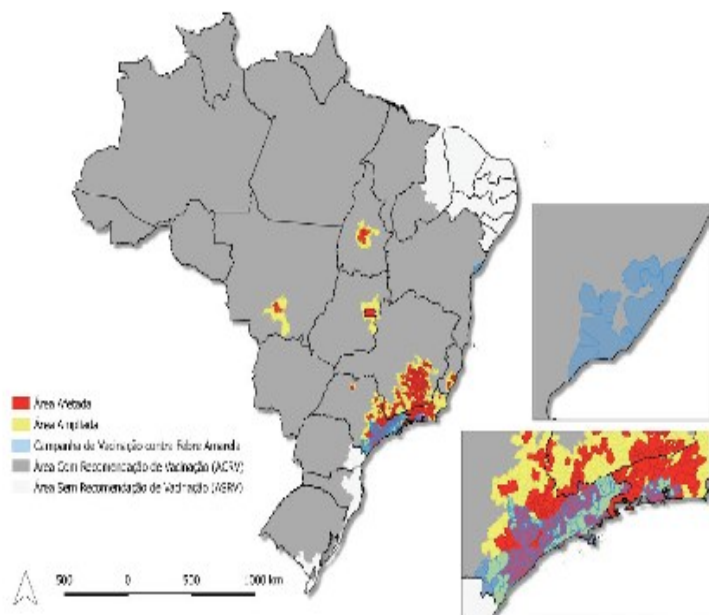 Área Afetada
Área Ampliada
Campanha de Vacinação contra Febre Amarela
Área Com Recomendação de Vacinação (ACRV)
Área Sem Recomendação de Vacinação (ASRV)
500 0 500 1000 km